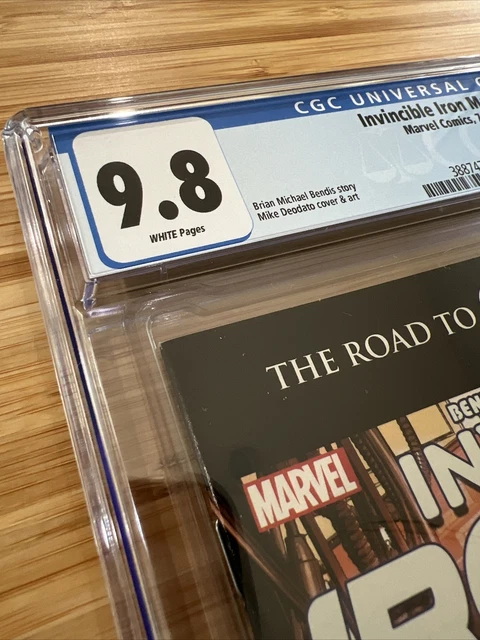 CGC UNIVERSAL
Invincible Iron
Marvel Comics,
9.8
WHITE Pages
Brian Michael Bendis story
Mike Deodato cover & art
THE ROAD TO
MARVEL